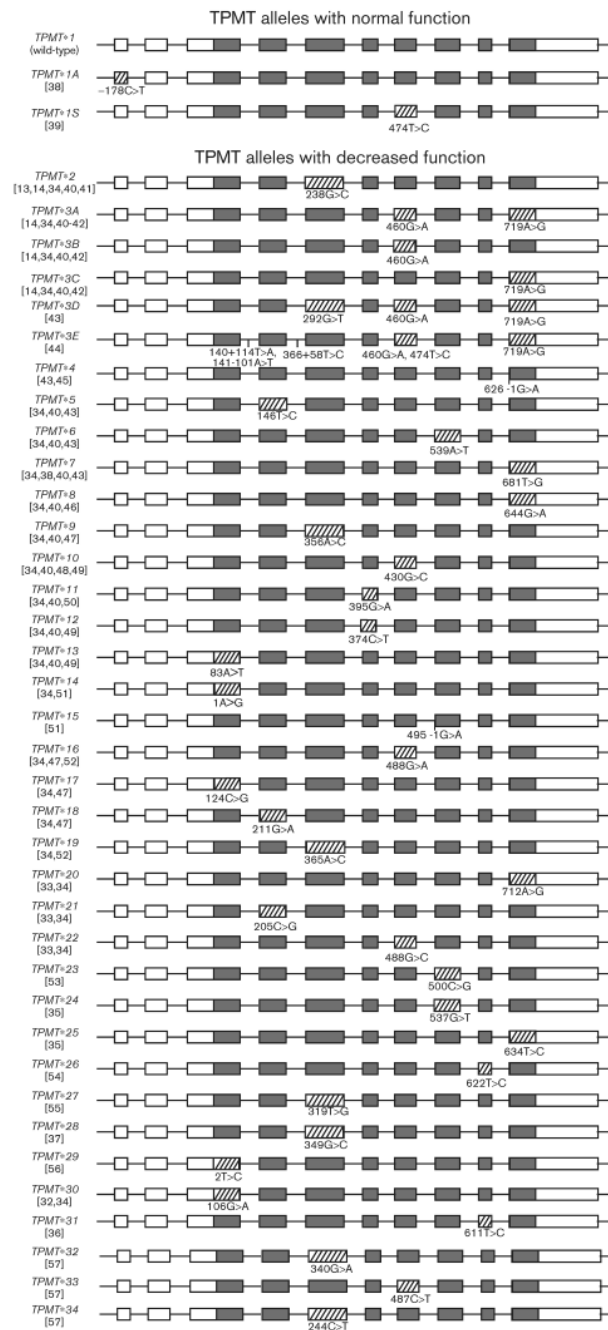 TPMT alleles with normal function
TPMT*1
(wild-type)
TPMT*1A
[38]
−178C>T
TPMT*1S
[39]
474T>C
TPMT alleles with decreased function
TPMT*2
[13,14,34,40,41]
238G>C
TPMT*3A
[14,34,40-42]
460G>A 719A>G
TPMT*3B
[14,34,40,42]
460G>A
TPMT*3C
[14,34,40,42]
719A>G
TPMT*3D
[43]
292G>T 460G>A 719A>G
TPMT*3E
[44]
140+114T>A, 366+58T>C 460G>A, 474T>C 719A>G
141-101A>T
TPMT*4
[43,45]
626 -1G>A
TPMT*5
[34,40,43]
146T>C
TPMT*6
[34,40,43]
539A>T
TPMT*7
[34,38,40,43]
681T>G
TPMT*8
[34,40,46]
644G>A
TPMT*9
[34,40,47]
356A>C
TPMT*10
[34,40,48,49]
430G>C
TPMT*11
[34,40,50]
395G>A
TPMT*12
[34,40,49]
374C>T
TPMT*13
[34,40,49]
83A>T
TPMT*14
[34,51]
1A>G
TPMT*15
[51]
495 -1G>A
TPMT*16
[34,47,52]
488G>A
TPMT*17
[34,47]
124C>G
TPMT*18
[34,47]
211G>A
TPMT*19
[34,52]
365A>C
TPMT*20
[33,34]
712A>G
TPMT*21
[33,34]
205C>G
TPMT*22
[33,34]
488G>C
TPMT*23
[53]
500C>G
TPMT*24
[35]
537G>T
TPMT*25
[35]
634T>C
TPMT*26
[54]
622T>C
TPMT*27
[55]
319T>G
TPMT*28
[37]
349G>C
TPMT*29
[56]
2T>C
TPMT*30
[32,34]
106G>A
TPMT*31
[36]
611T>C
TPMT*32
[57]
340G>A
TPMT*33
[57]
487C>T
TPMT*34
[57]
244C>T